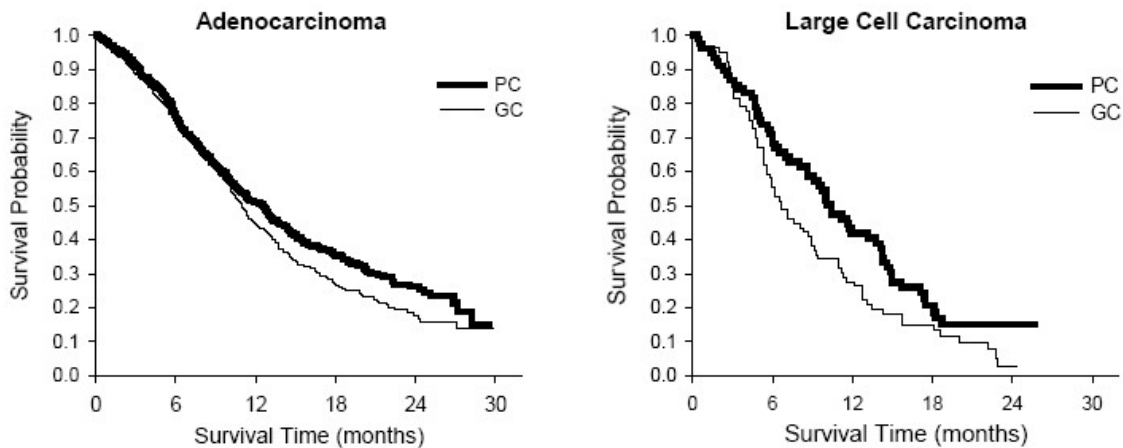 Adenocarcinoma
1.0
0.9
0.8
0.7
0.6
0.5
0.4
0.3
0.2
0.1
0.0
Survival Probability
PC
GC
0 6 12 18 24 30
Survival Time (months)
Large Cell Carcinoma
1.0
0.9
0.8
0.7
0.6
0.5
0.4
0.3
0.2
0.1
0.0
Survival Probability
PC
GC
0 6 12 18 24 30
Survival Time (months)